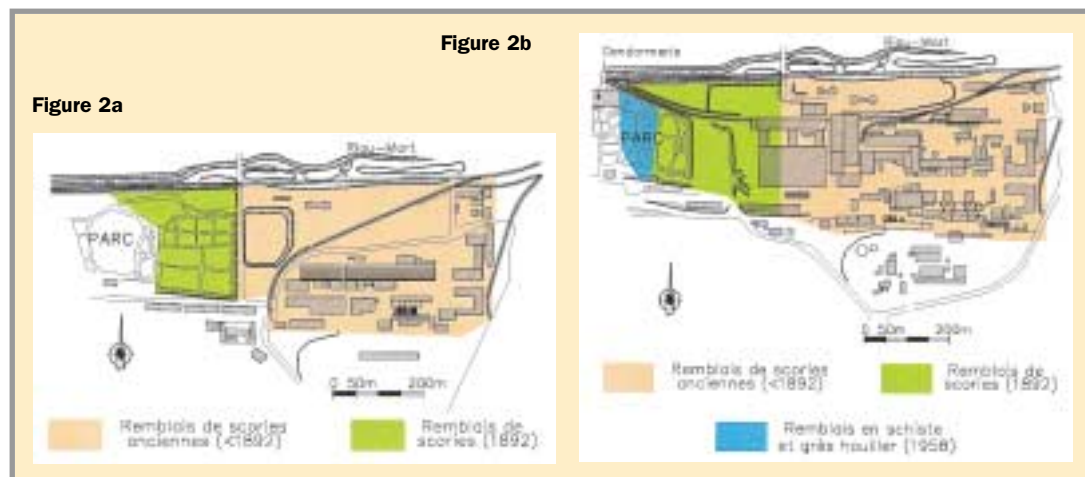 Figure 2a
Riou-Mort
PARC
0 50m 200m
Remblais de scories
anciennes (<1892)
Remblais de
scories (1892)
Figure 2b
Gendarmerie
Riou-Mort
PARC
0 50m 200m
Remblais de scories
anciennes (<1892)
Remblais de
scories (1892)
Remblais en schiste
et grès houiller (1958)